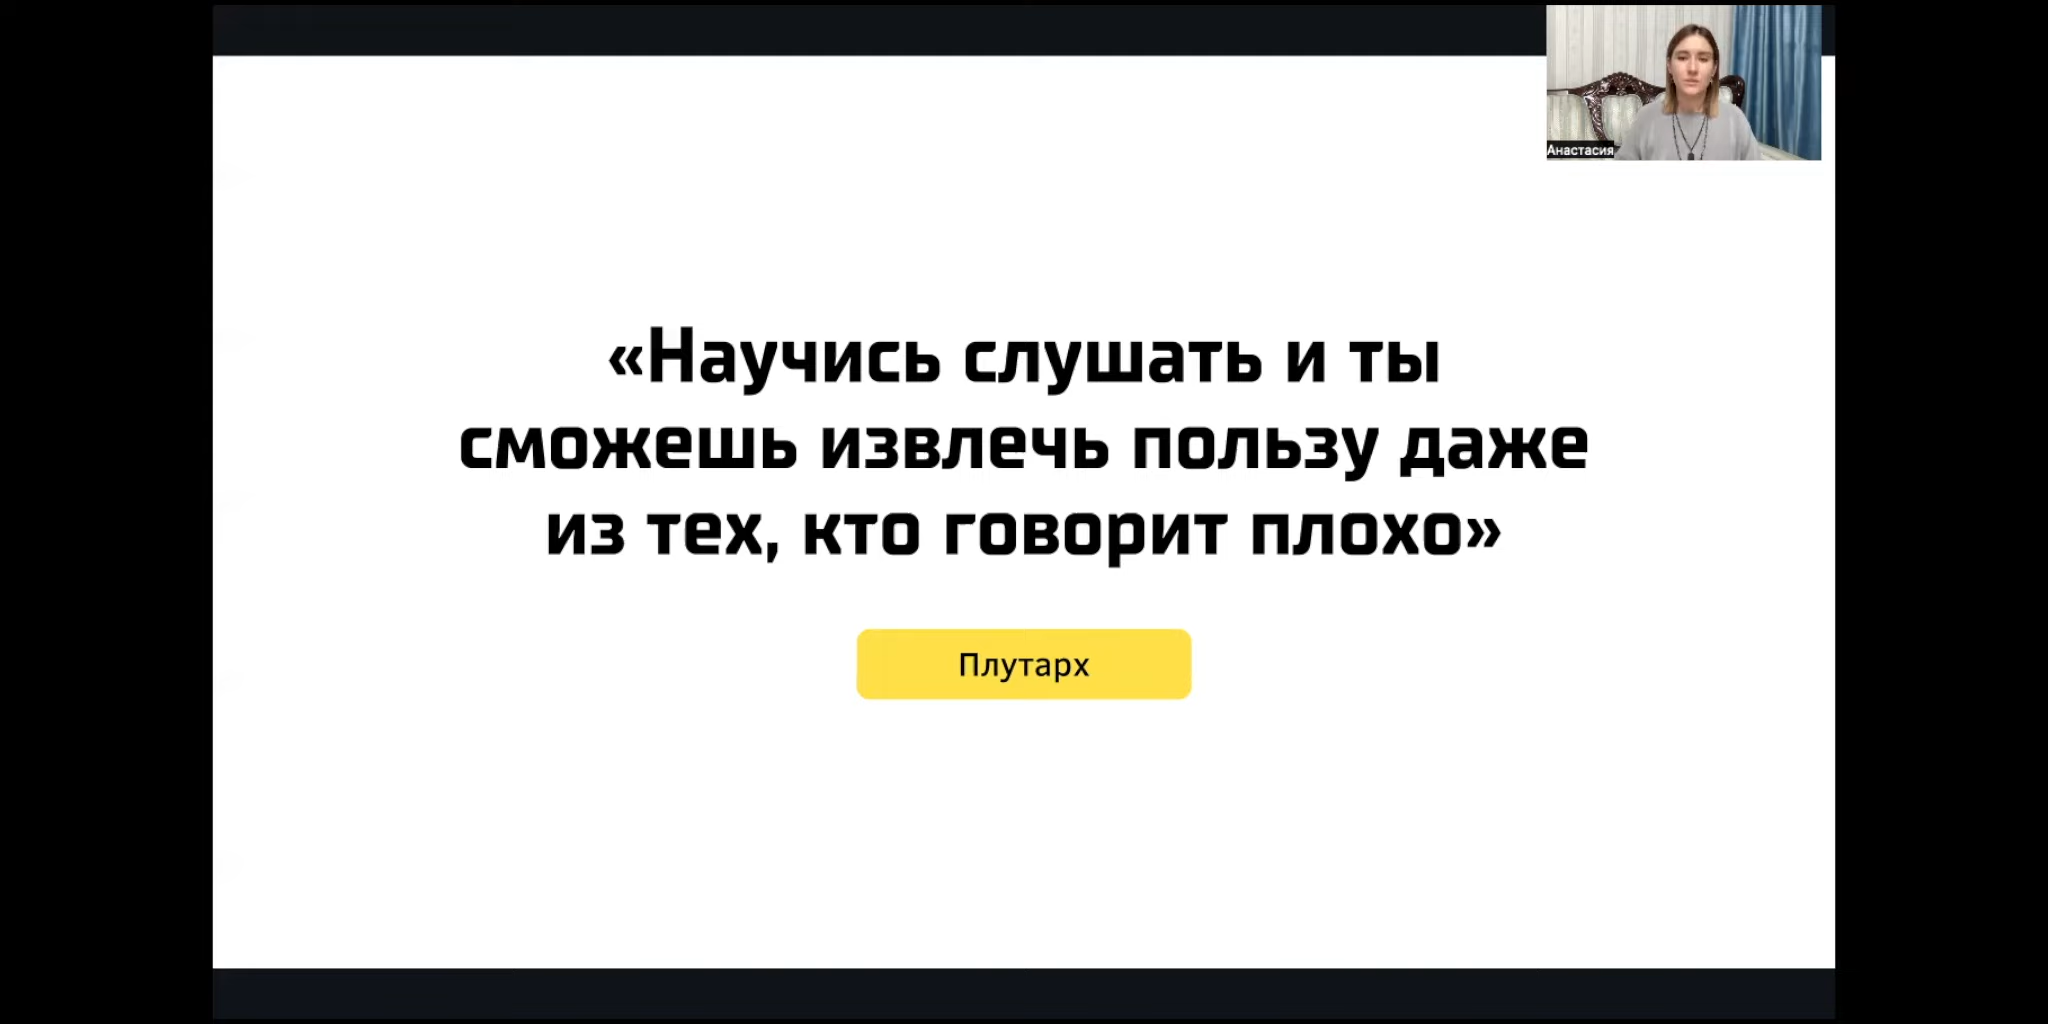 Анастасия
«Научись слушать и ты
сможешь извлечь пользу даже
из тех, кто говорит плохо»
Плутарх